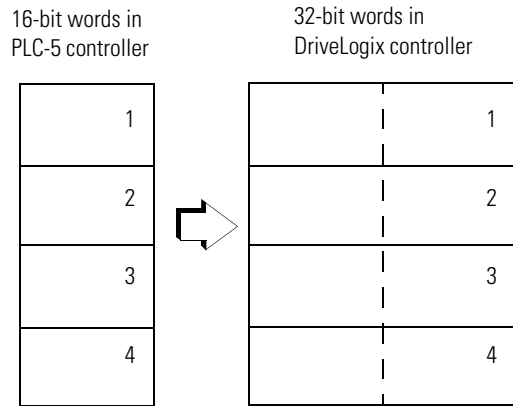 16-bit words in
PLC-5 controller
32-bit words in
DriveLogix controller
1
2
3
4
1
2
3
4